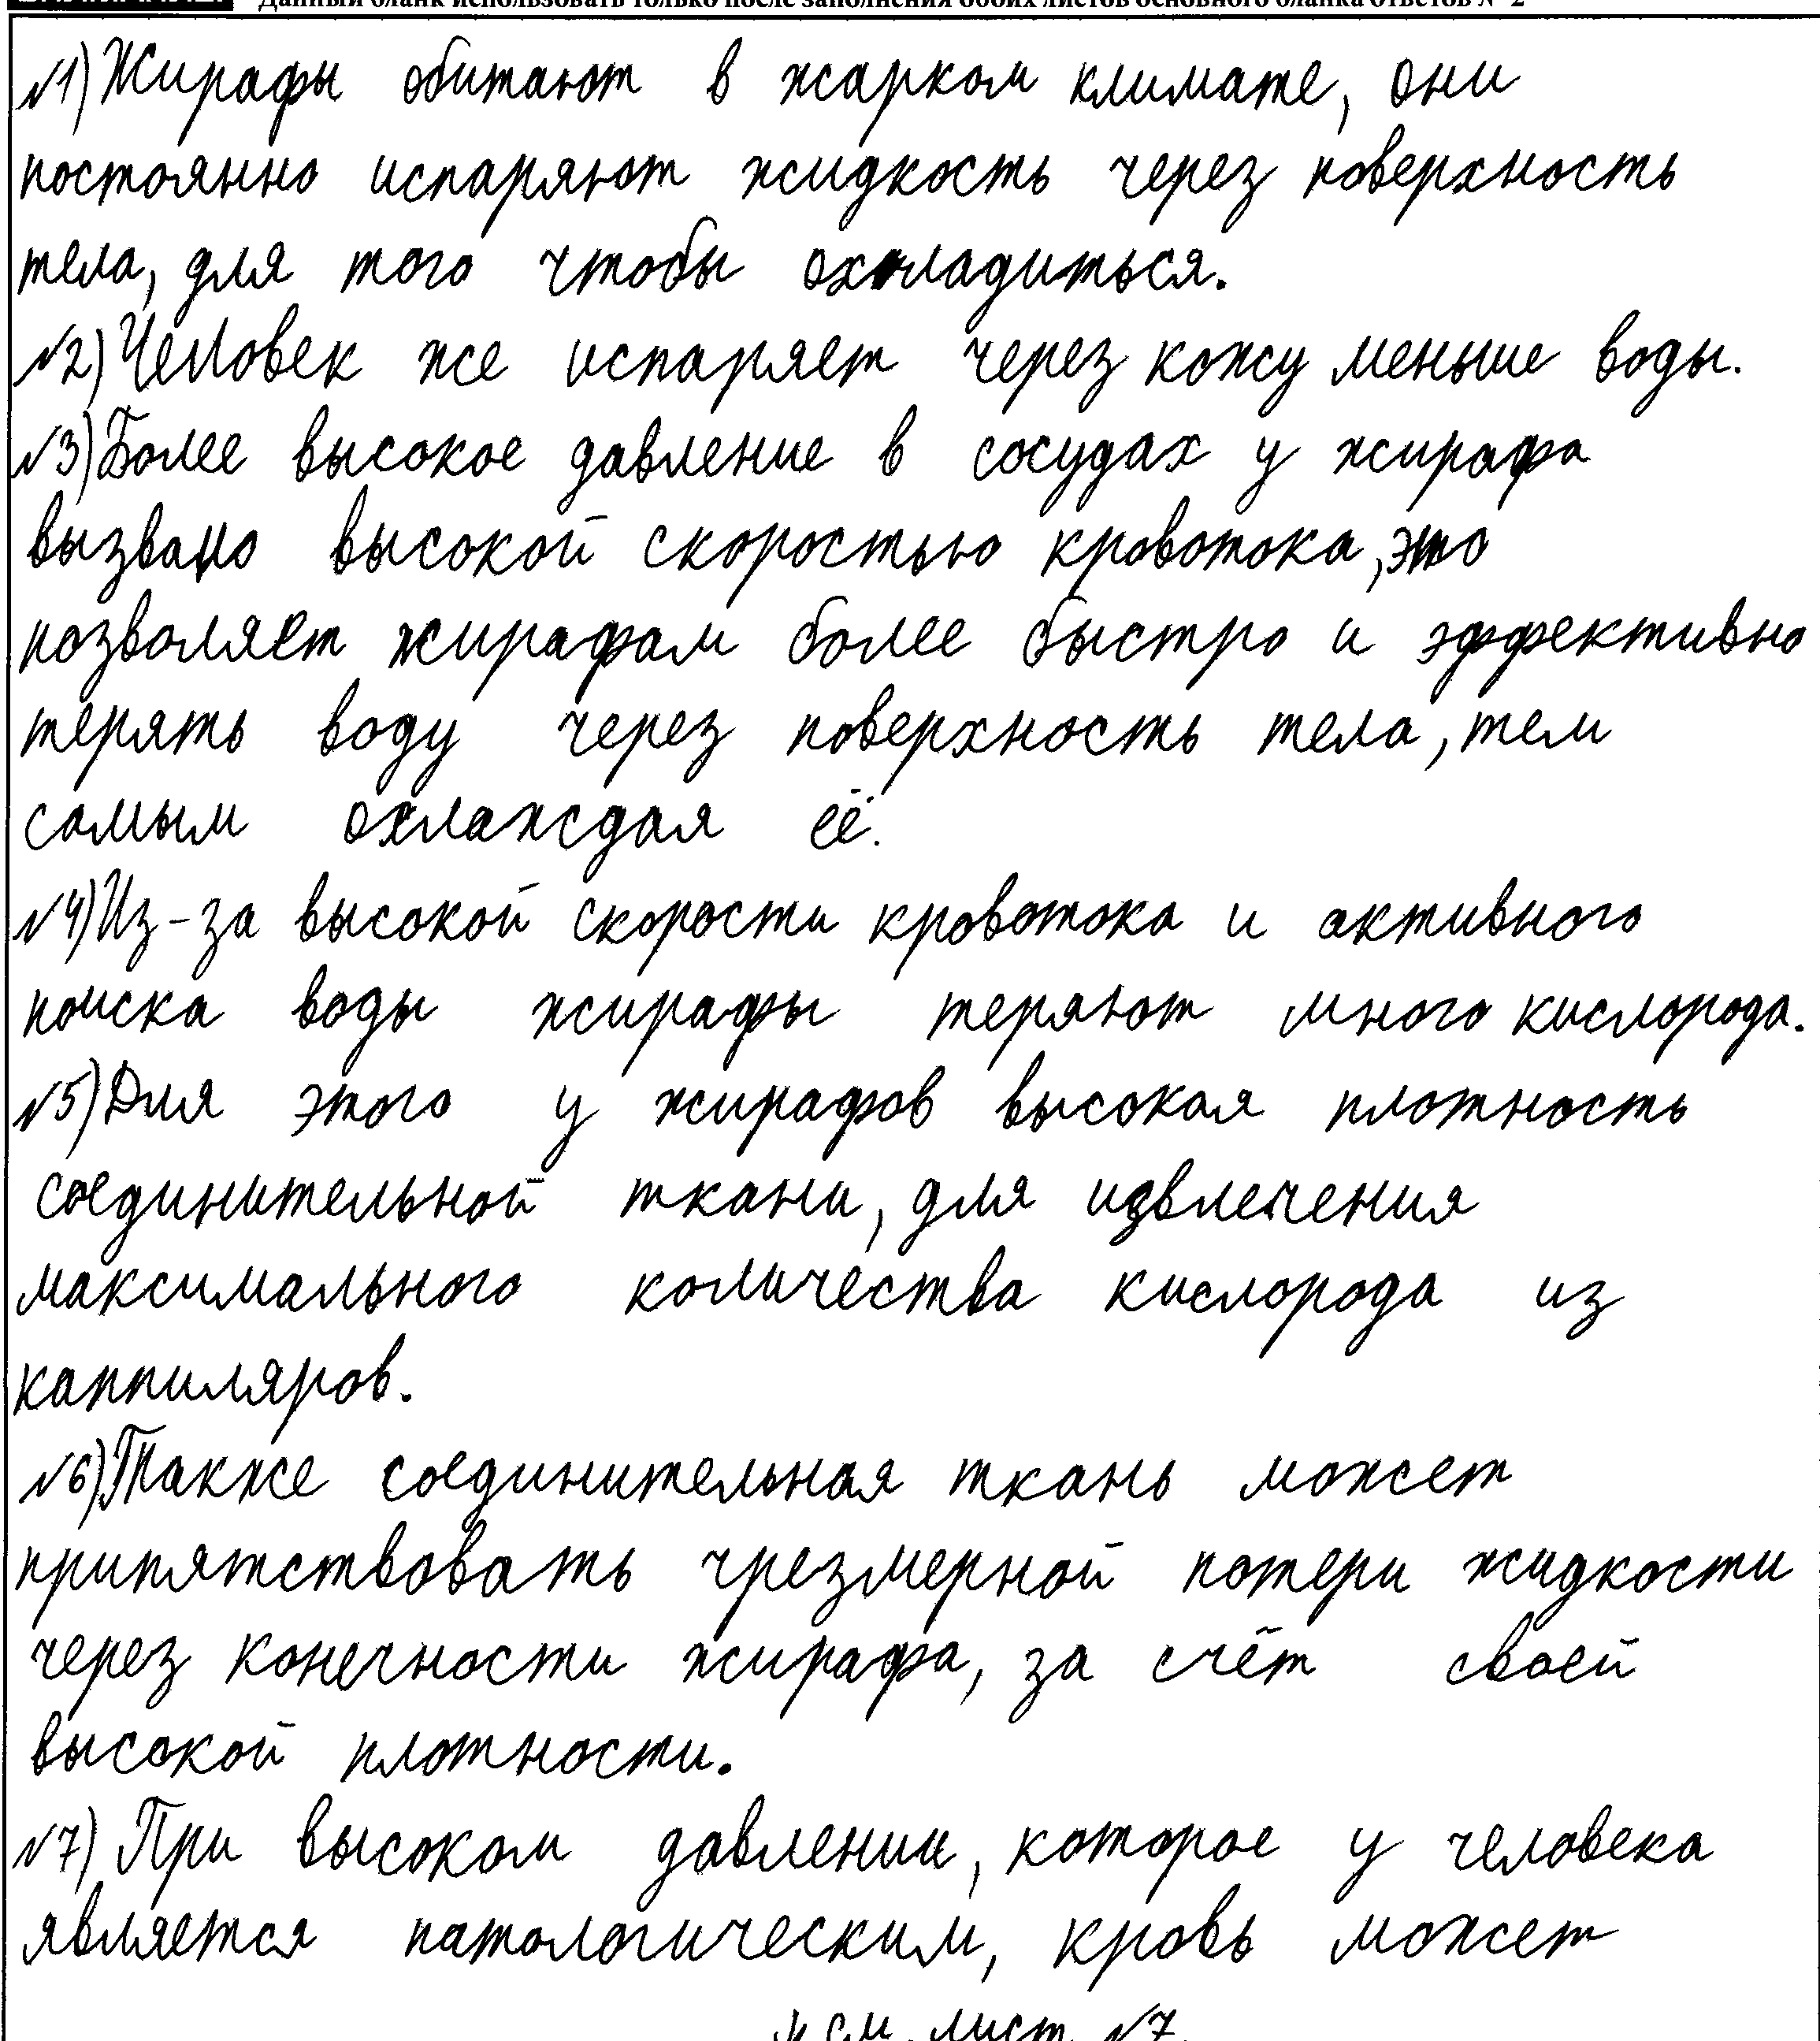 Данный бланк использовать только после заполнения обоих листов основного бланка ответов № 2
№1) Жирафы обитают в жарком климате, они
постоянно испаряют жидкость через поверхность
тела, для того чтобы охладиться.
№2) Человек же испаряет через кожу меньше воды.
№3) Более высокое давление в сосудах у жирафа
вызвано высокой скоростью кровотока, это
позволяет жирафам более быстро и эффективно
терять воду через поверхность тела, тем
самым охлаждая её.
№4) Из-за высокой скорости кровотока и активного
поиска воды жирафы теряют много кислорода.
№5) Для этого у жирафов высокая плотность
соединительной ткани, для извлечения
максимального количества кислорода из
каппиляров.
№6) Также соединительная ткань может
припятствовать чрезмерной потери жидкости
через конечности жирафа, за счёт своей
высокой плотности.
№7) При высоком давлении, которое у человека
является патологическим, кровь может
см. лист №7